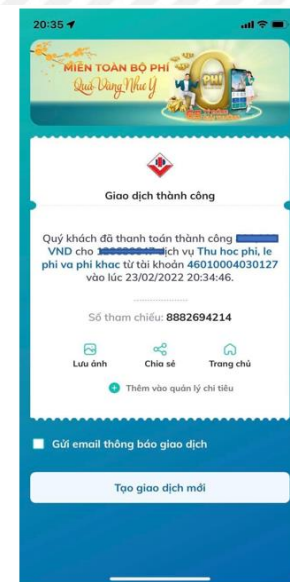 20:35
MIỄN TOÀN BỘ PHÍ
Quà Vàng Như Ý
PHÍ
Giao dịch thành công
Quý khách đã thanh toán thành công
VND cho dịch vụ Thu hoc phi, le
phi va phi khac từ tài khoản 46010004030127
vào lúc 23/02/2022 20:34:46.
Số tham chiếu: 8882694214
Lưu ảnh Chia sẻ Trang chủ
Thêm vào quản lý chi tiêu
Gửi email thông báo giao dịch
Tạo giao dịch mới